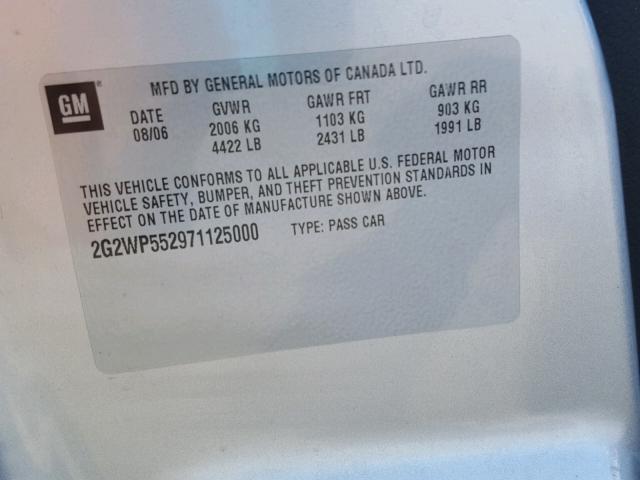 GM
MFD BY GENERAL MOTORS OF CANADA LTD.
DATE GVWR GAWR FRT GAWR RR
08/06 2006 KG 1103 KG 903 KG
4422 LB 2431 LB 1991 LB
THIS VEHICLE CONFORMS TO ALL APPLICABLE U.S. FEDERAL MOTOR
VEHICLE SAFETY, BUMPER, AND THEFT PREVENTION STANDARDS IN
EFFECT ON THE DATE OF MANUFACTURE SHOWN ABOVE.
2G2WP552971125000 TYPE: PASS CAR